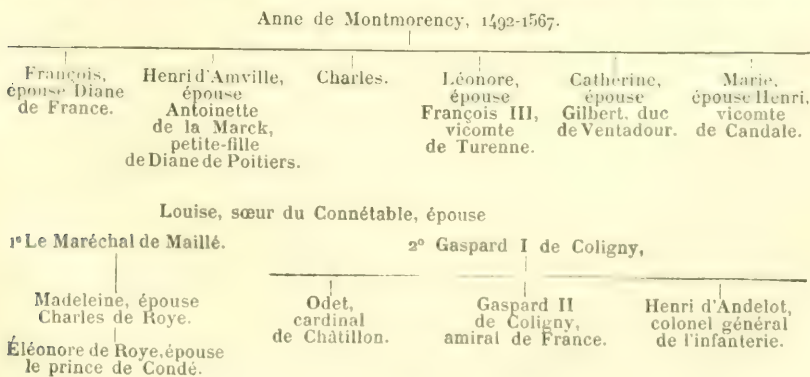 Anne de Montmorency, 1492-1567.
François,
épouse Diane
de France.
Henri d'Amville,
épouse
Antoinette
de la Marck,
petite-fille
de Diane de Poitiers.
Charles.
Léonore,
épouse
François III,
vicomte
de Turenne.
Catherine,
épouse
Gilbert, duc
de Ventadour.
Marie,
épouse Henri,
vicomte
de Candale.
Louise, sœur du Connétable, épouse
1º Le Maréchal de Maillé.
2º Gaspard I de Coligny,
Madeleine, épouse
Charles de Roye.
Éléonore de Roye, épouse
le prince de Condé.
Odet,
cardinal
de Châtillon.
Gaspard II
de Coligny,
amiral de France.
Henri d'Andelot,
colonel général
de l'infanterie.